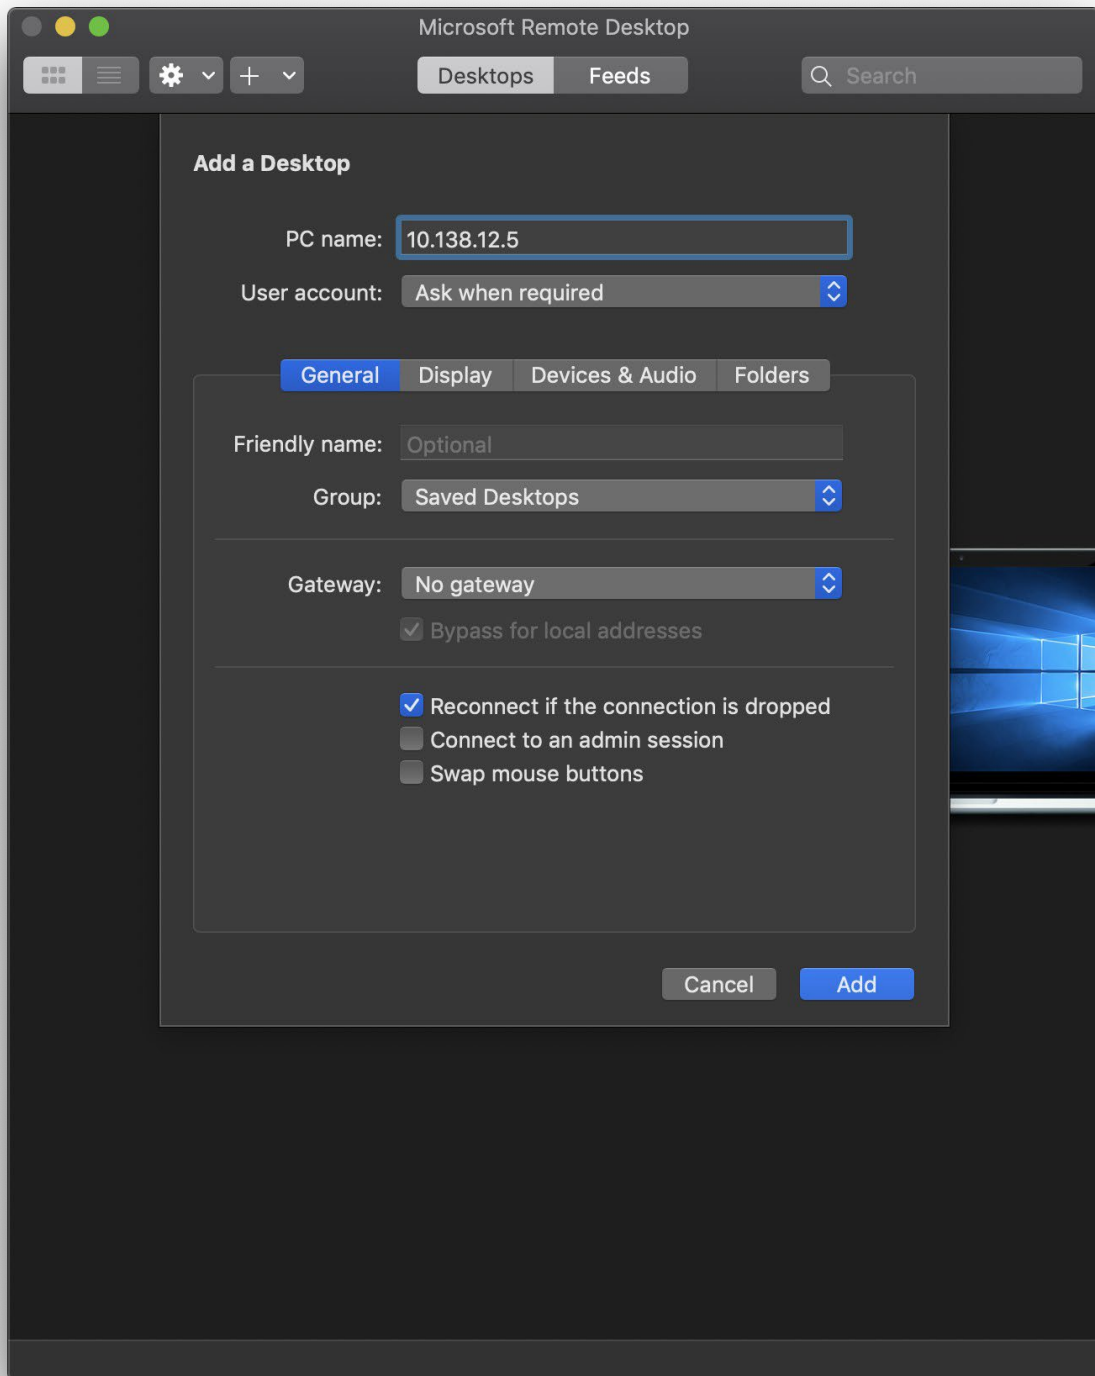 Microsoft Remote Desktop
Desktops Feeds Search
Add a Desktop
PC name: 10.138.12.5
User account: Ask when required
General Display Devices & Audio Folders
Friendly name: Optional
Group: Saved Desktops
Gateway: No gateway
Bypass for local addresses
Reconnect if the connection is dropped
Connect to an admin session
Swap mouse buttons
Cancel Add